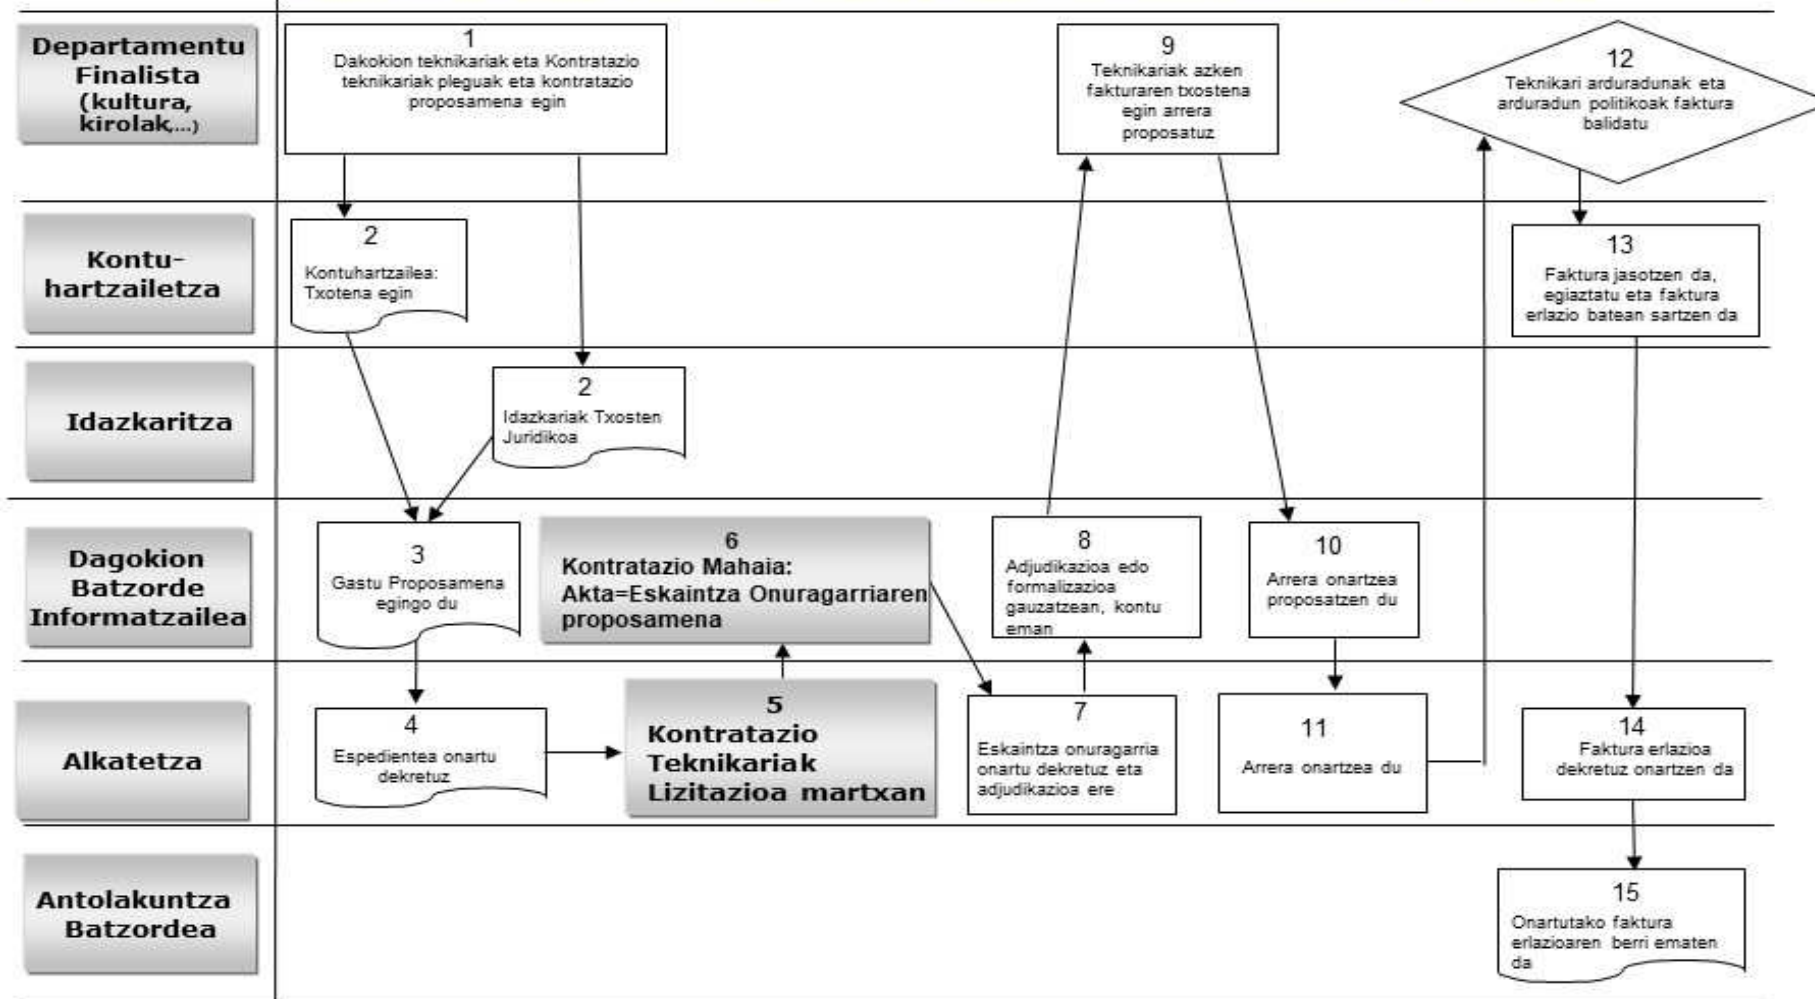 Departamentu
Finalista
(kultura,
kirolak,...)
1
Dakokion teknikariak eta Kontratazio
teknikariak pleguak eta kontratazio
proposamena egin
9
Teknikariak azken
fakturaren txostena
egin arrera
proposatuz
12
Teknikari arduradunak eta
arduradun politikoak faktura
balidatu
Kontu-
hartzailetza
2
Kontuhartzailea:
Txotena egin
13
Faktura jasotzen da,
egiaztatu eta faktura
erlazio batean sartzen da
Idazkaritza
2
Idazkariak Txosten
Juridikoa
Dagokion
Batzorde
Informatzailea
3
Gastu Proposamena
egingo du
6
Kontratazio Mahaia:
Akta=Eskaintza Onuragarriaren
proposamena
8
Adjudikazioa edo
formalizazioa
gauzatzean, kontu
eman
10
Arrera onartzea
proposatzen du
Alkatetza
4
Espedientea onartu
dekretuz
5
Kontratazio
Teknikariak
Lizitazioa martxan
7
Eskaintza onuragarria
onartu dekretuz eta
adjudikazioa ere
11
Arrera onartzea du
14
Faktura erlazioa
dekretuz onartzen da
Antolakuntza
Batzordea
15
Onartutako faktura
erlazioaren berri ematen
da